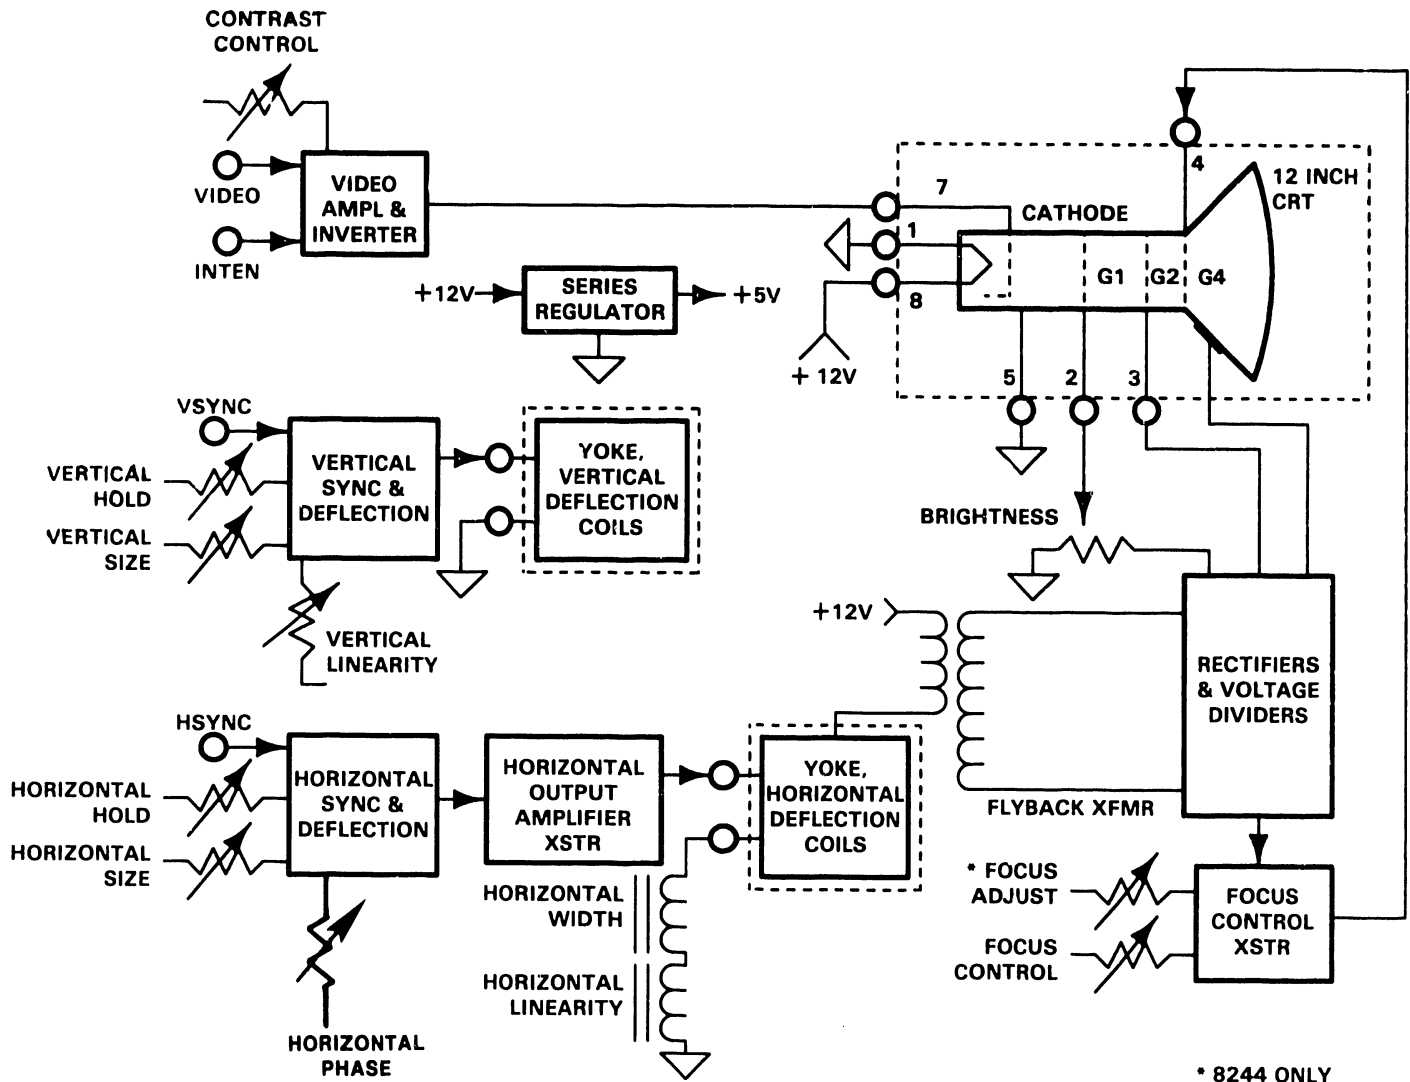 CONTRAST
CONTROL
VIDEO
INTEN
VIDEO
AMPL &
INVERTER
+12V
SERIES
REGULATOR
+5V
7
1
8
+ 12V
CATHODE
G1
G2
G4
4
12 INCH
CRT
5
2
3
BRIGHTNESS
VSYNC
VERTICAL
HOLD
VERTICAL
SIZE
VERTICAL
SYNC &
DEFLECTION
VERTICAL
LINEARITY
YOKE,
VERTICAL
DEFLECTION
COILS
HSYNC
HORIZONTAL
HOLD
HORIZONTAL
SIZE
HORIZONTAL
SYNC &
DEFLECTION
HORIZONTAL
PHASE
HORIZONTAL
OUTPUT
AMPLIFIER
XSTR
HORIZONTAL
WIDTH
HORIZONTAL
LINEARITY
YOKE,
HORIZONTAL
DEFLECTION
COILS
+12V
FLYBACK XFMR
RECTIFIERS
& VOLTAGE
DIVIDERS
* FOCUS
ADJUST
FOCUS
CONTROL
FOCUS
CONTROL
XSTR
* 8244 ONLY